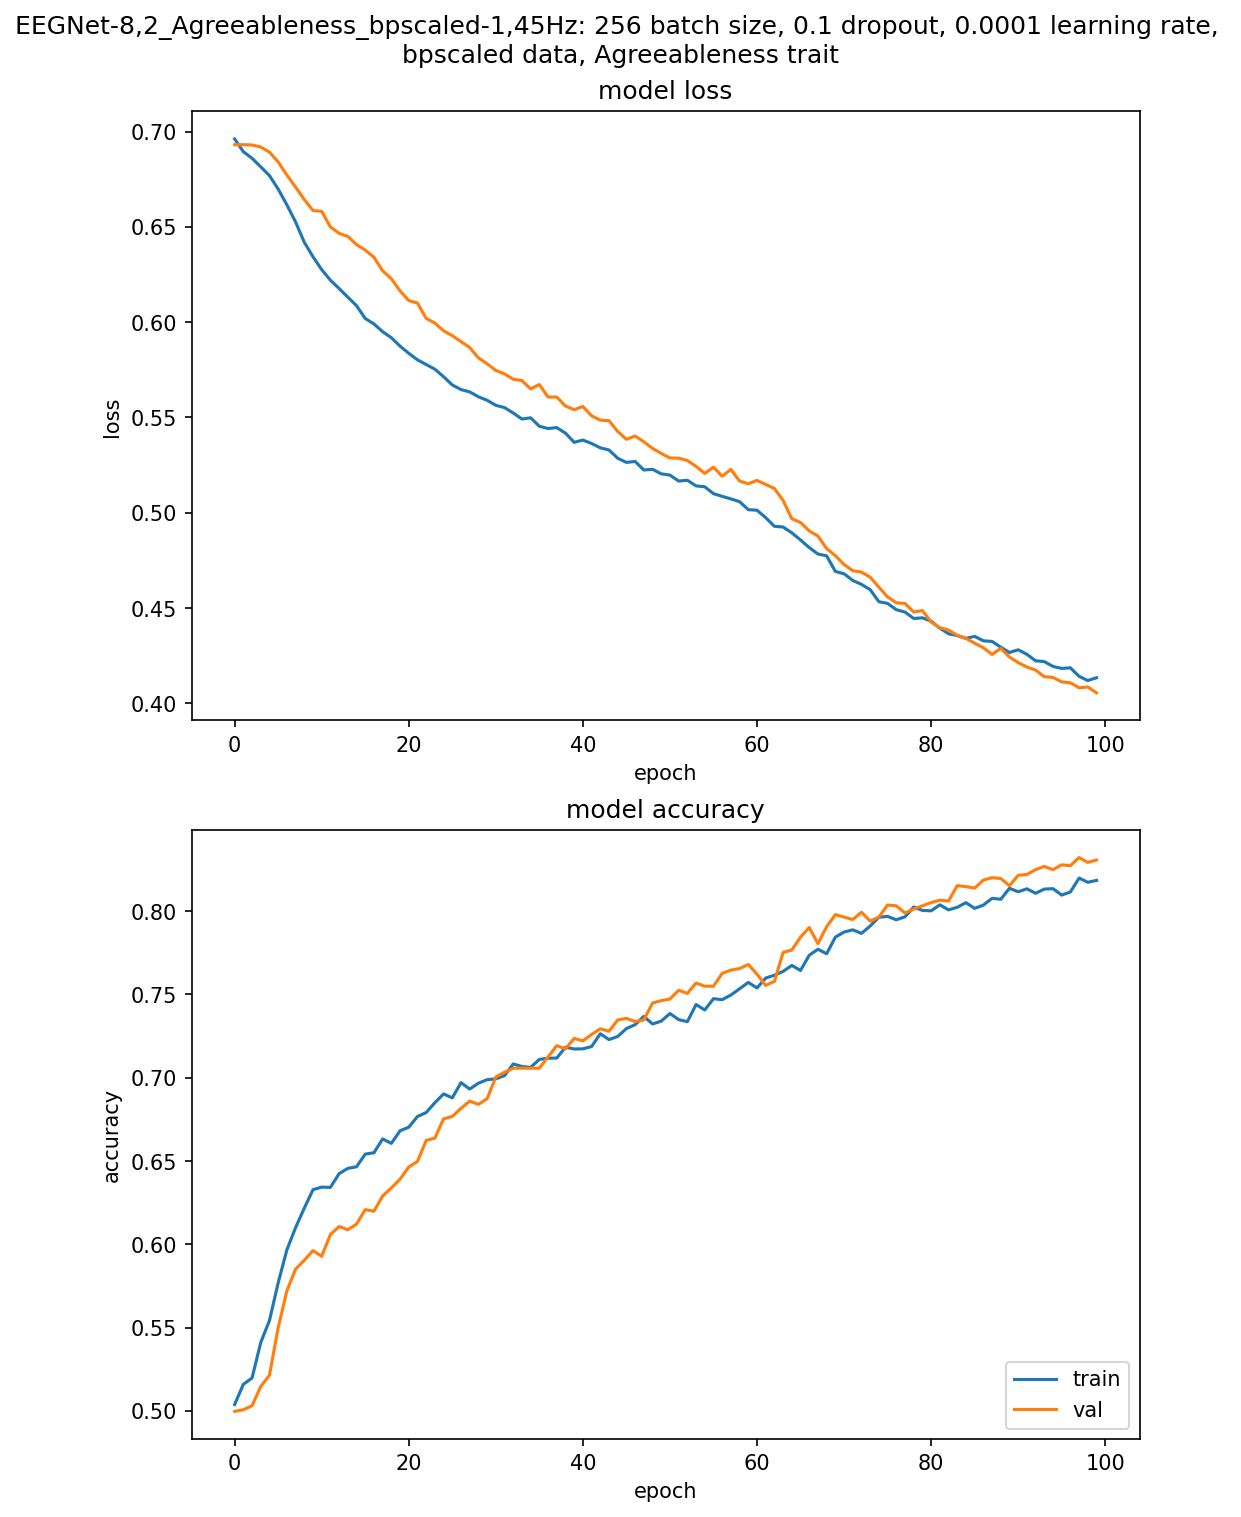 EEGNet-8,2_Agreeableness_bpscaled-1,45Hz: 256 batch size, 0.1 dropout, 0.0001 learning rate,
bpscaled data, Agreeableness trait
model loss
0.70
0.65
0.60
0.55
0.50
0.45
0.40
loss
0 20 40 60 80 100
epoch
model accuracy
0.80
0.75
0.70
0.65
0.60
0.55
0.50
accuracy
train
val
0 20 40 60 80 100
epoch